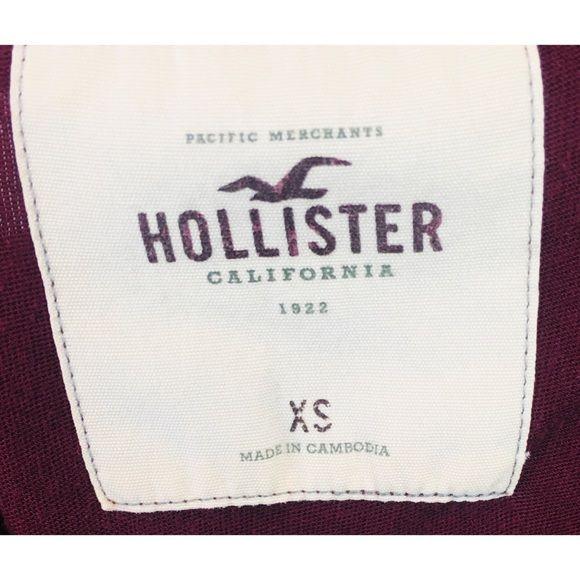 PACIFIC MERCHANTS
HOLLISTER
CALIFORNIA
1922
XS
MADE IN CAMBODIA